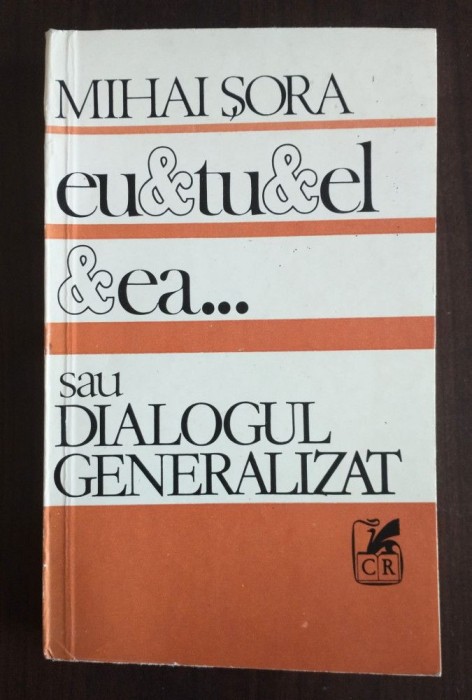 MIHAI ȘORA
eu&tu&el
&ea...
sau
DIALOGUL
GENERALIZAT
CR